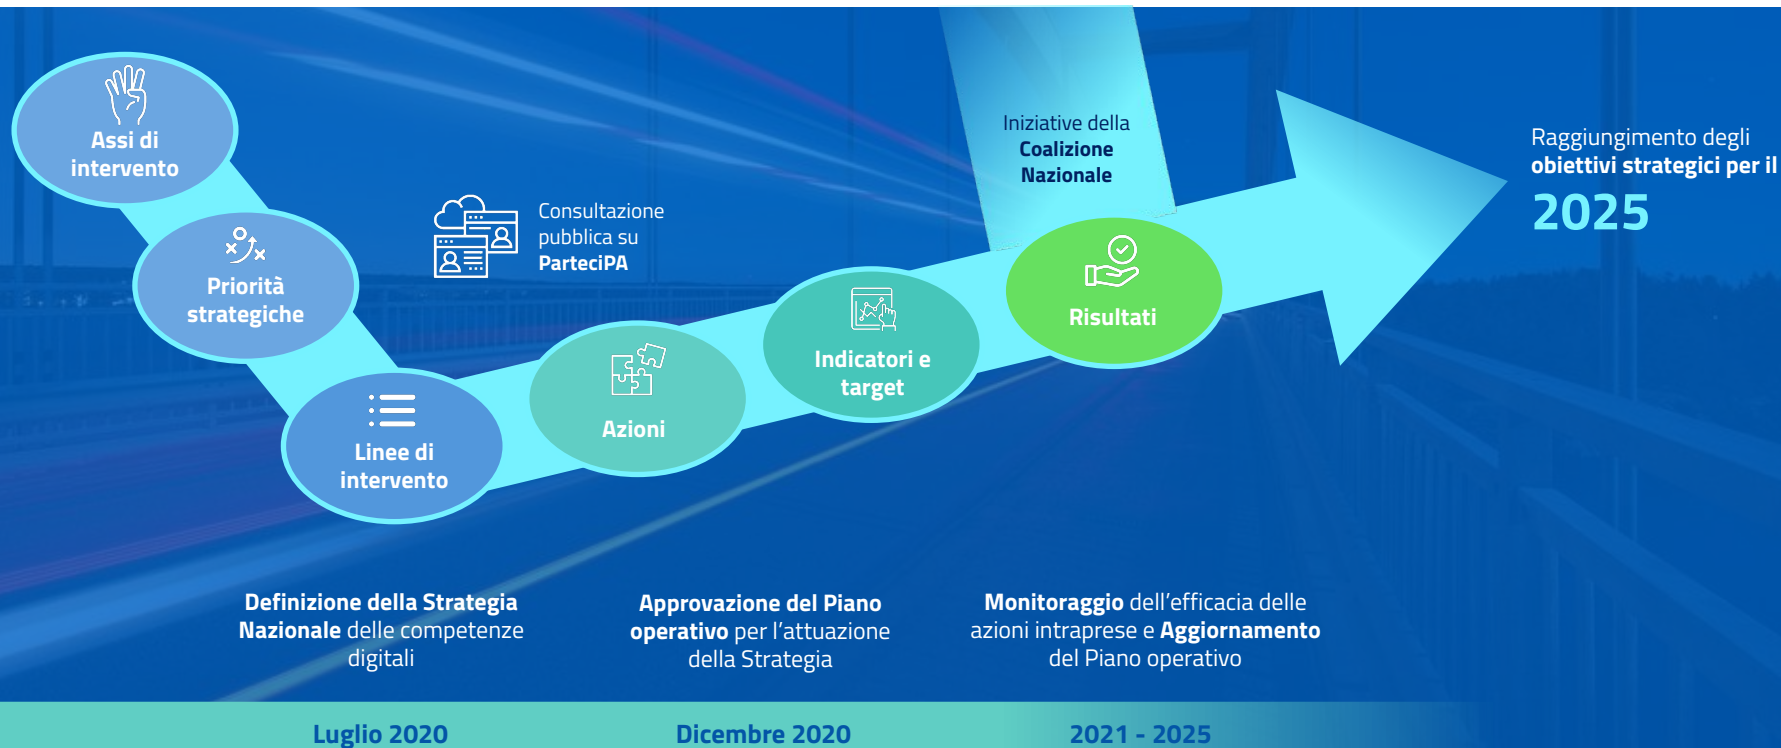 Assi di
intervento
Priorità
strategiche
Linee di
intervento
Consultazione
pubblica su
ParteciPA
Azioni
Indicatori e
target
Iniziative della
Coalizione
Nazionale
Risultati
Raggiungimento degli
obiettivi strategici per il
2025
Definizione della Strategia
Nazionale delle competenze
digitali
Approvazione del Piano
operativo per l'attuazione
della Strategia
Monitoraggio dell'efficacia delle
azioni intraprese e Aggiornamento
del Piano operativo
Luglio 2020
Dicembre 2020
2021 - 2025